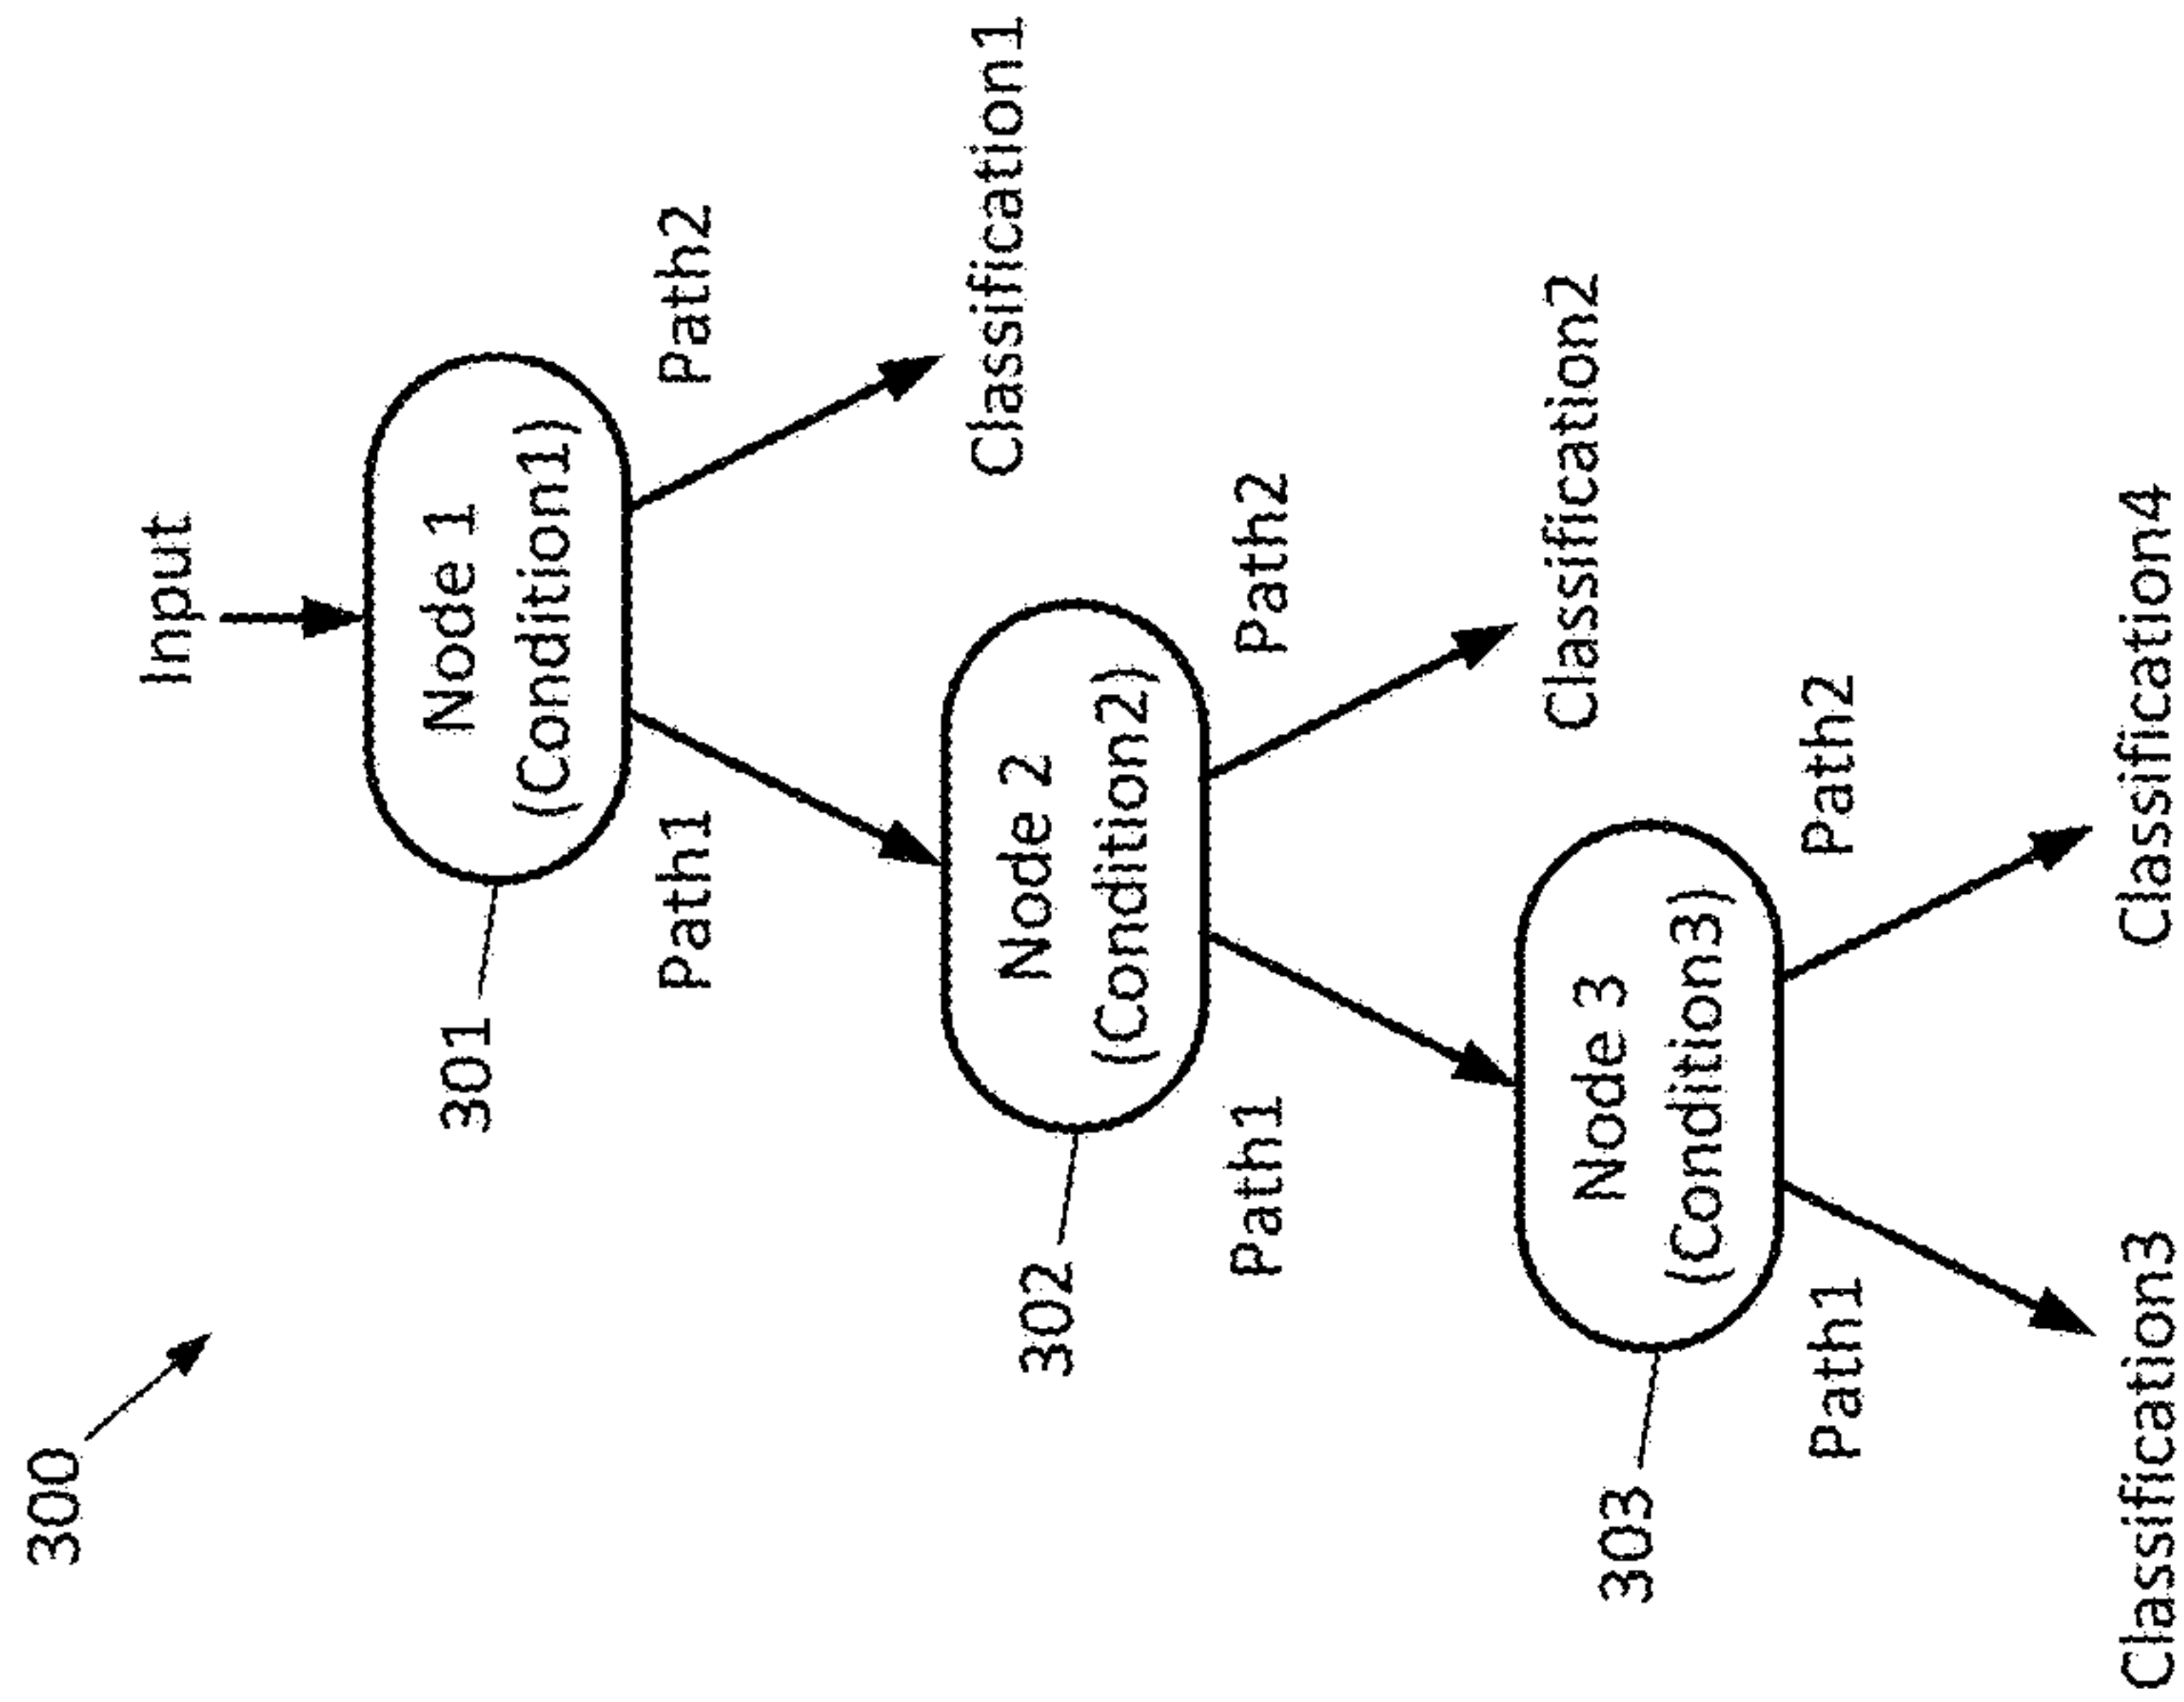 300
Input
301
Node 1
(Condition1)
Path1
Path2
302
Node 2
(Condition2)
Classification1
Path1
Path2
303
Node 3
(Condition3)
Classification2
Path1
Path2
Classification3
Classification4